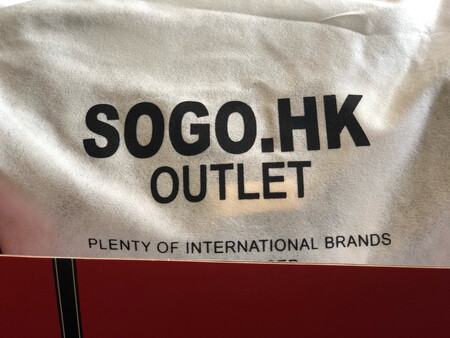 SOGO.HK
OUTLET
PLENTY OF INTERNATIONAL BRANDS